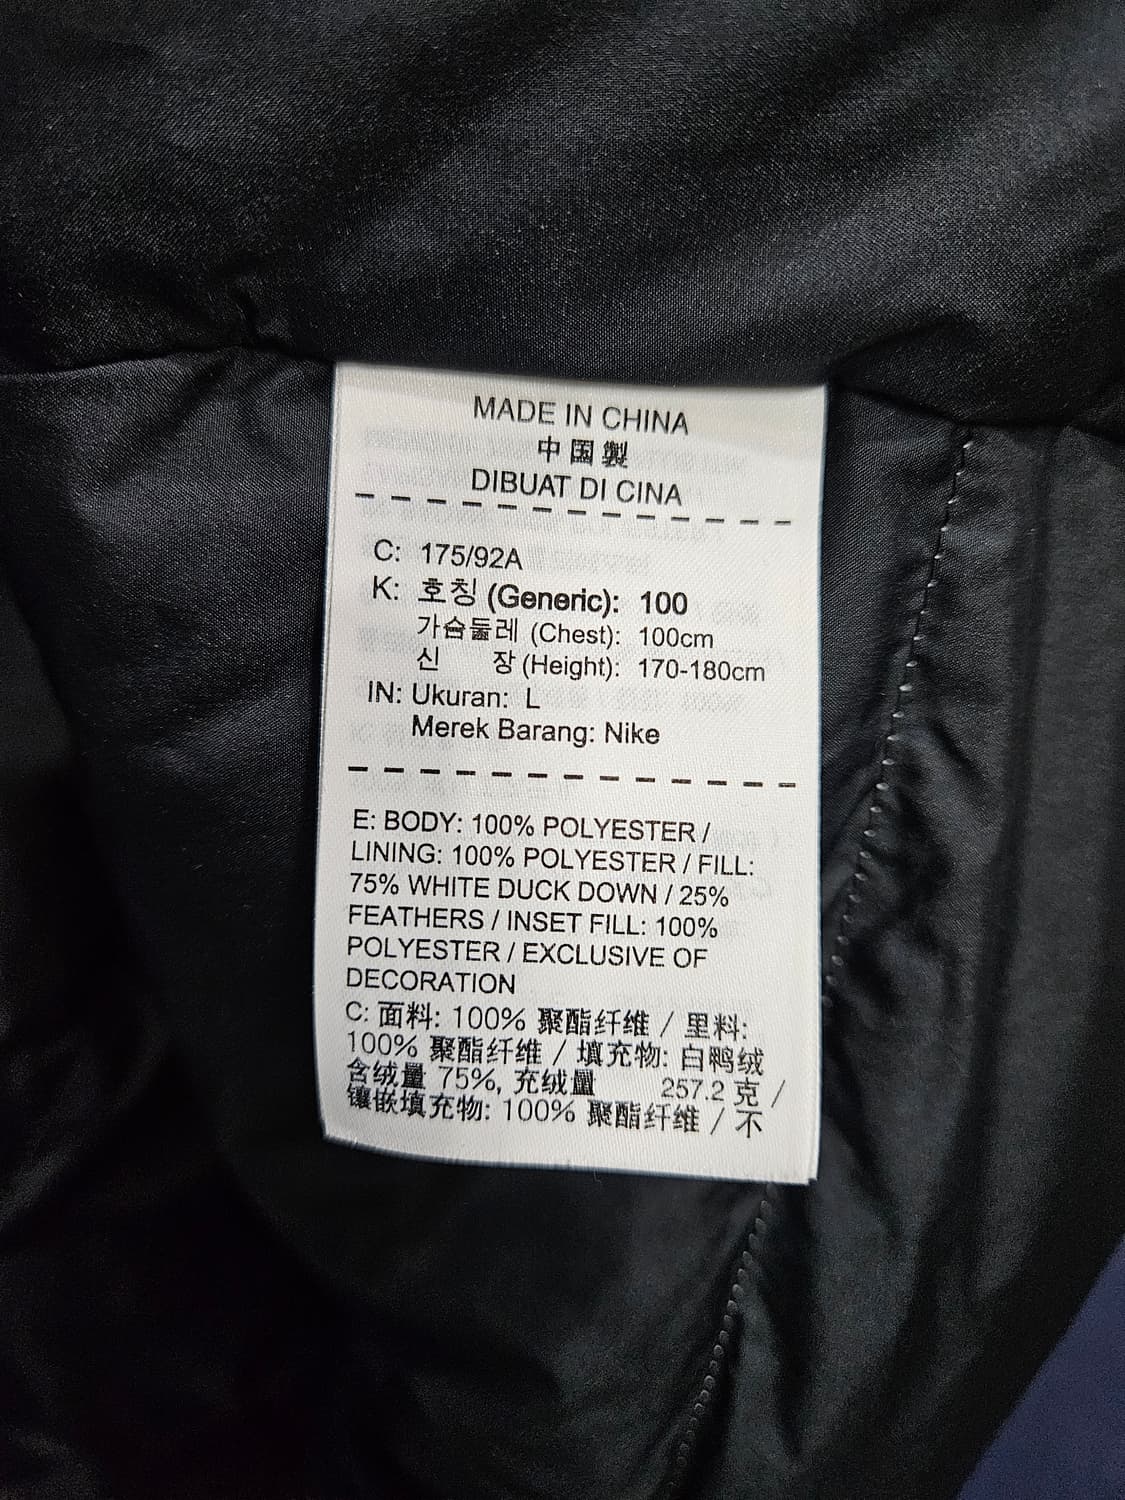 MADE IN CHINA
中国製
DIBUAT DI CINA
C: 175/92A
K: 호칭 (Generic): 100
가슴둘레 (Chest): 100cm
신 장 (Height): 170-180cm
IN: Ukuran: L
Merek Barang: Nike
E: BODY: 100% POLYESTER /
LINING: 100% POLYESTER / FILL:
75% WHITE DUCK DOWN / 25%
FEATHERS / INSET FILL: 100%
POLYESTER / EXCLUSIVE OF
DECORATION
C: 面料: 100% 聚酯纤维 / 里料:
100% 聚酯纤维 / 填充物: 白鸭绒
含绒量 75%, 充绒量 257.2 克 /
镶嵌填充物: 100% 聚酯纤维 / 不